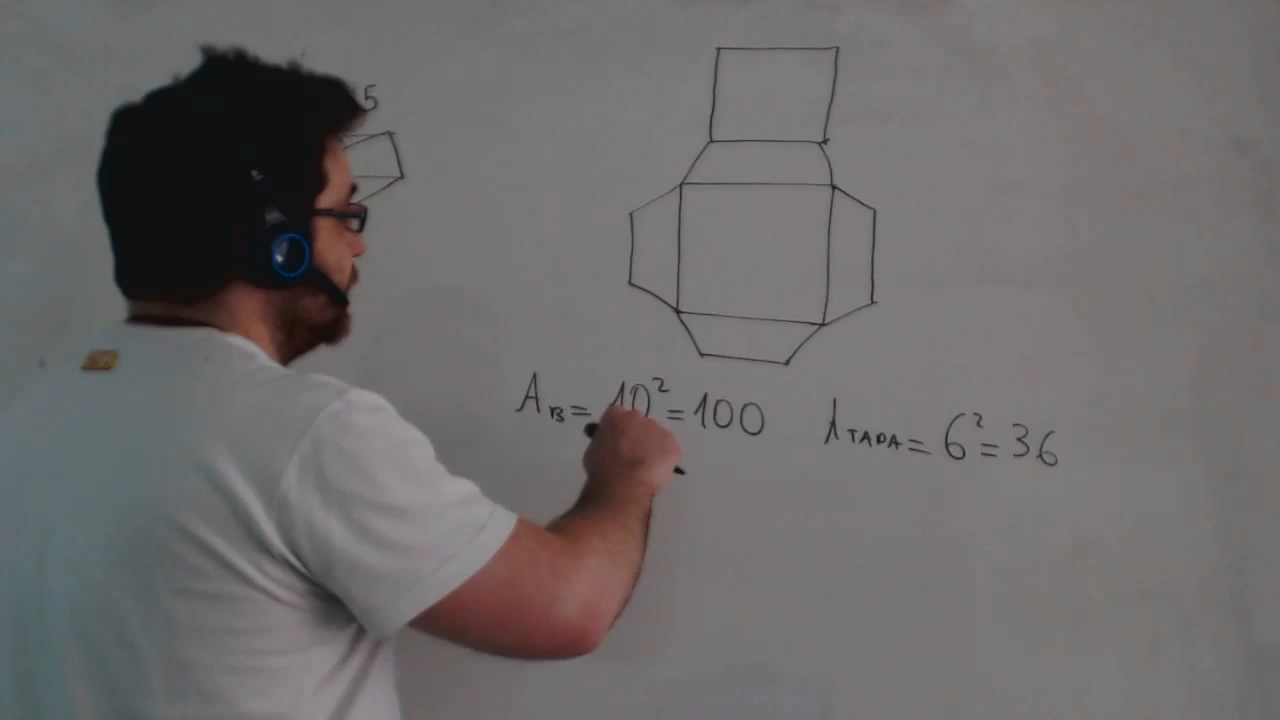 5
A_B = 10² = 100
A_TAPA = 6² = 36